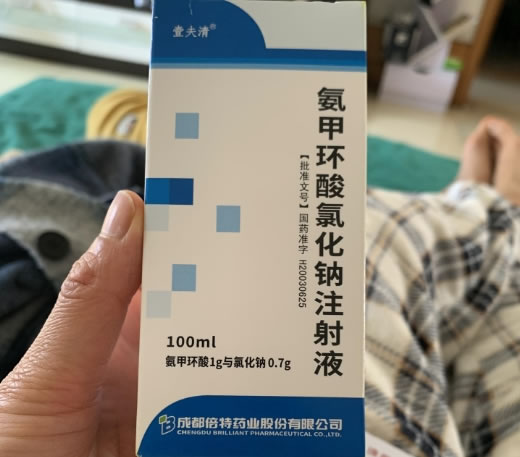 壹夫清®
氨甲环酸氯化钠注射液
【批准文号】国药准字 H20030625
100ml
氨甲环酸1g与氯化钠0.7g
成都倍特药业股份有限公司
CHENGDU BRILLIANT PHARMACEUTICAL CO.,LTD.